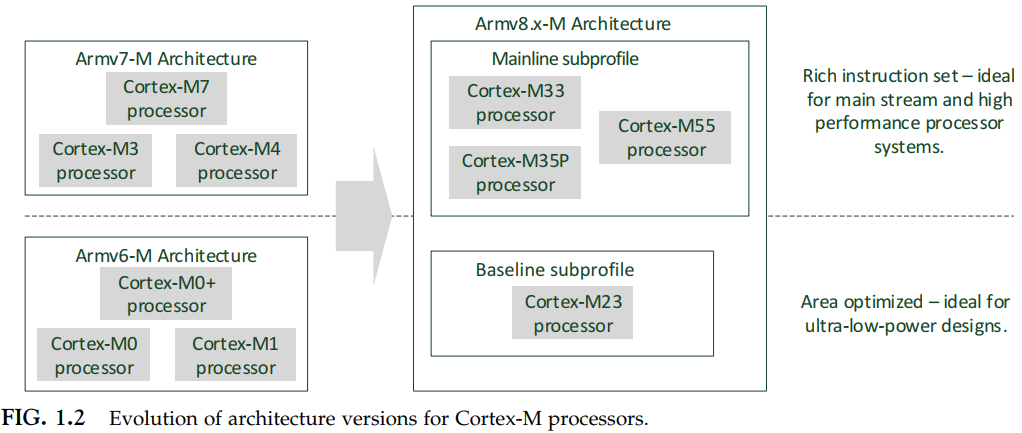 Armv7-M Architecture
Cortex-M7
processor
Cortex-M3
processor
Cortex-M4
processor
Armv6-M Architecture
Cortex-M0+
processor
Cortex-M0
processor
Cortex-M1
processor
Armv8.x-M Architecture
Mainline subprofile
Cortex-M33
processor
Cortex-M55
processor
Cortex-M35P
processor
Baseline subprofile
Cortex-M23
processor
Rich instruction set – ideal
for main stream and high
performance processor
systems.
Area optimized – ideal for
ultra-low-power designs.
FIG. 1.2 Evolution of architecture versions for Cortex-M processors.